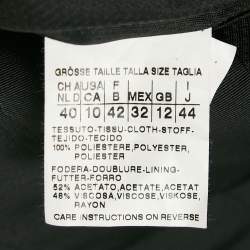 GRÖSSE TAILLE TALLA SIZE TAGLIA
CH A USA F I
NL D CA B MEX GB J
40 10 42 32 12 44
TESSUTO-TISSU-CLOTH-STOFF-
TEJIDO-TECIDO
100% POLIESTERE,POLYESTER,
POLIESTER
FODERA-DOUBLURE-LINING-
FUTTER-FORRO
52% ACETATO,ACETATE,ACETAT
48% VISCOSA,VISCOSE,VISKOSE,
RAYON
CARE INSTRUCTIONS ON REVERSE